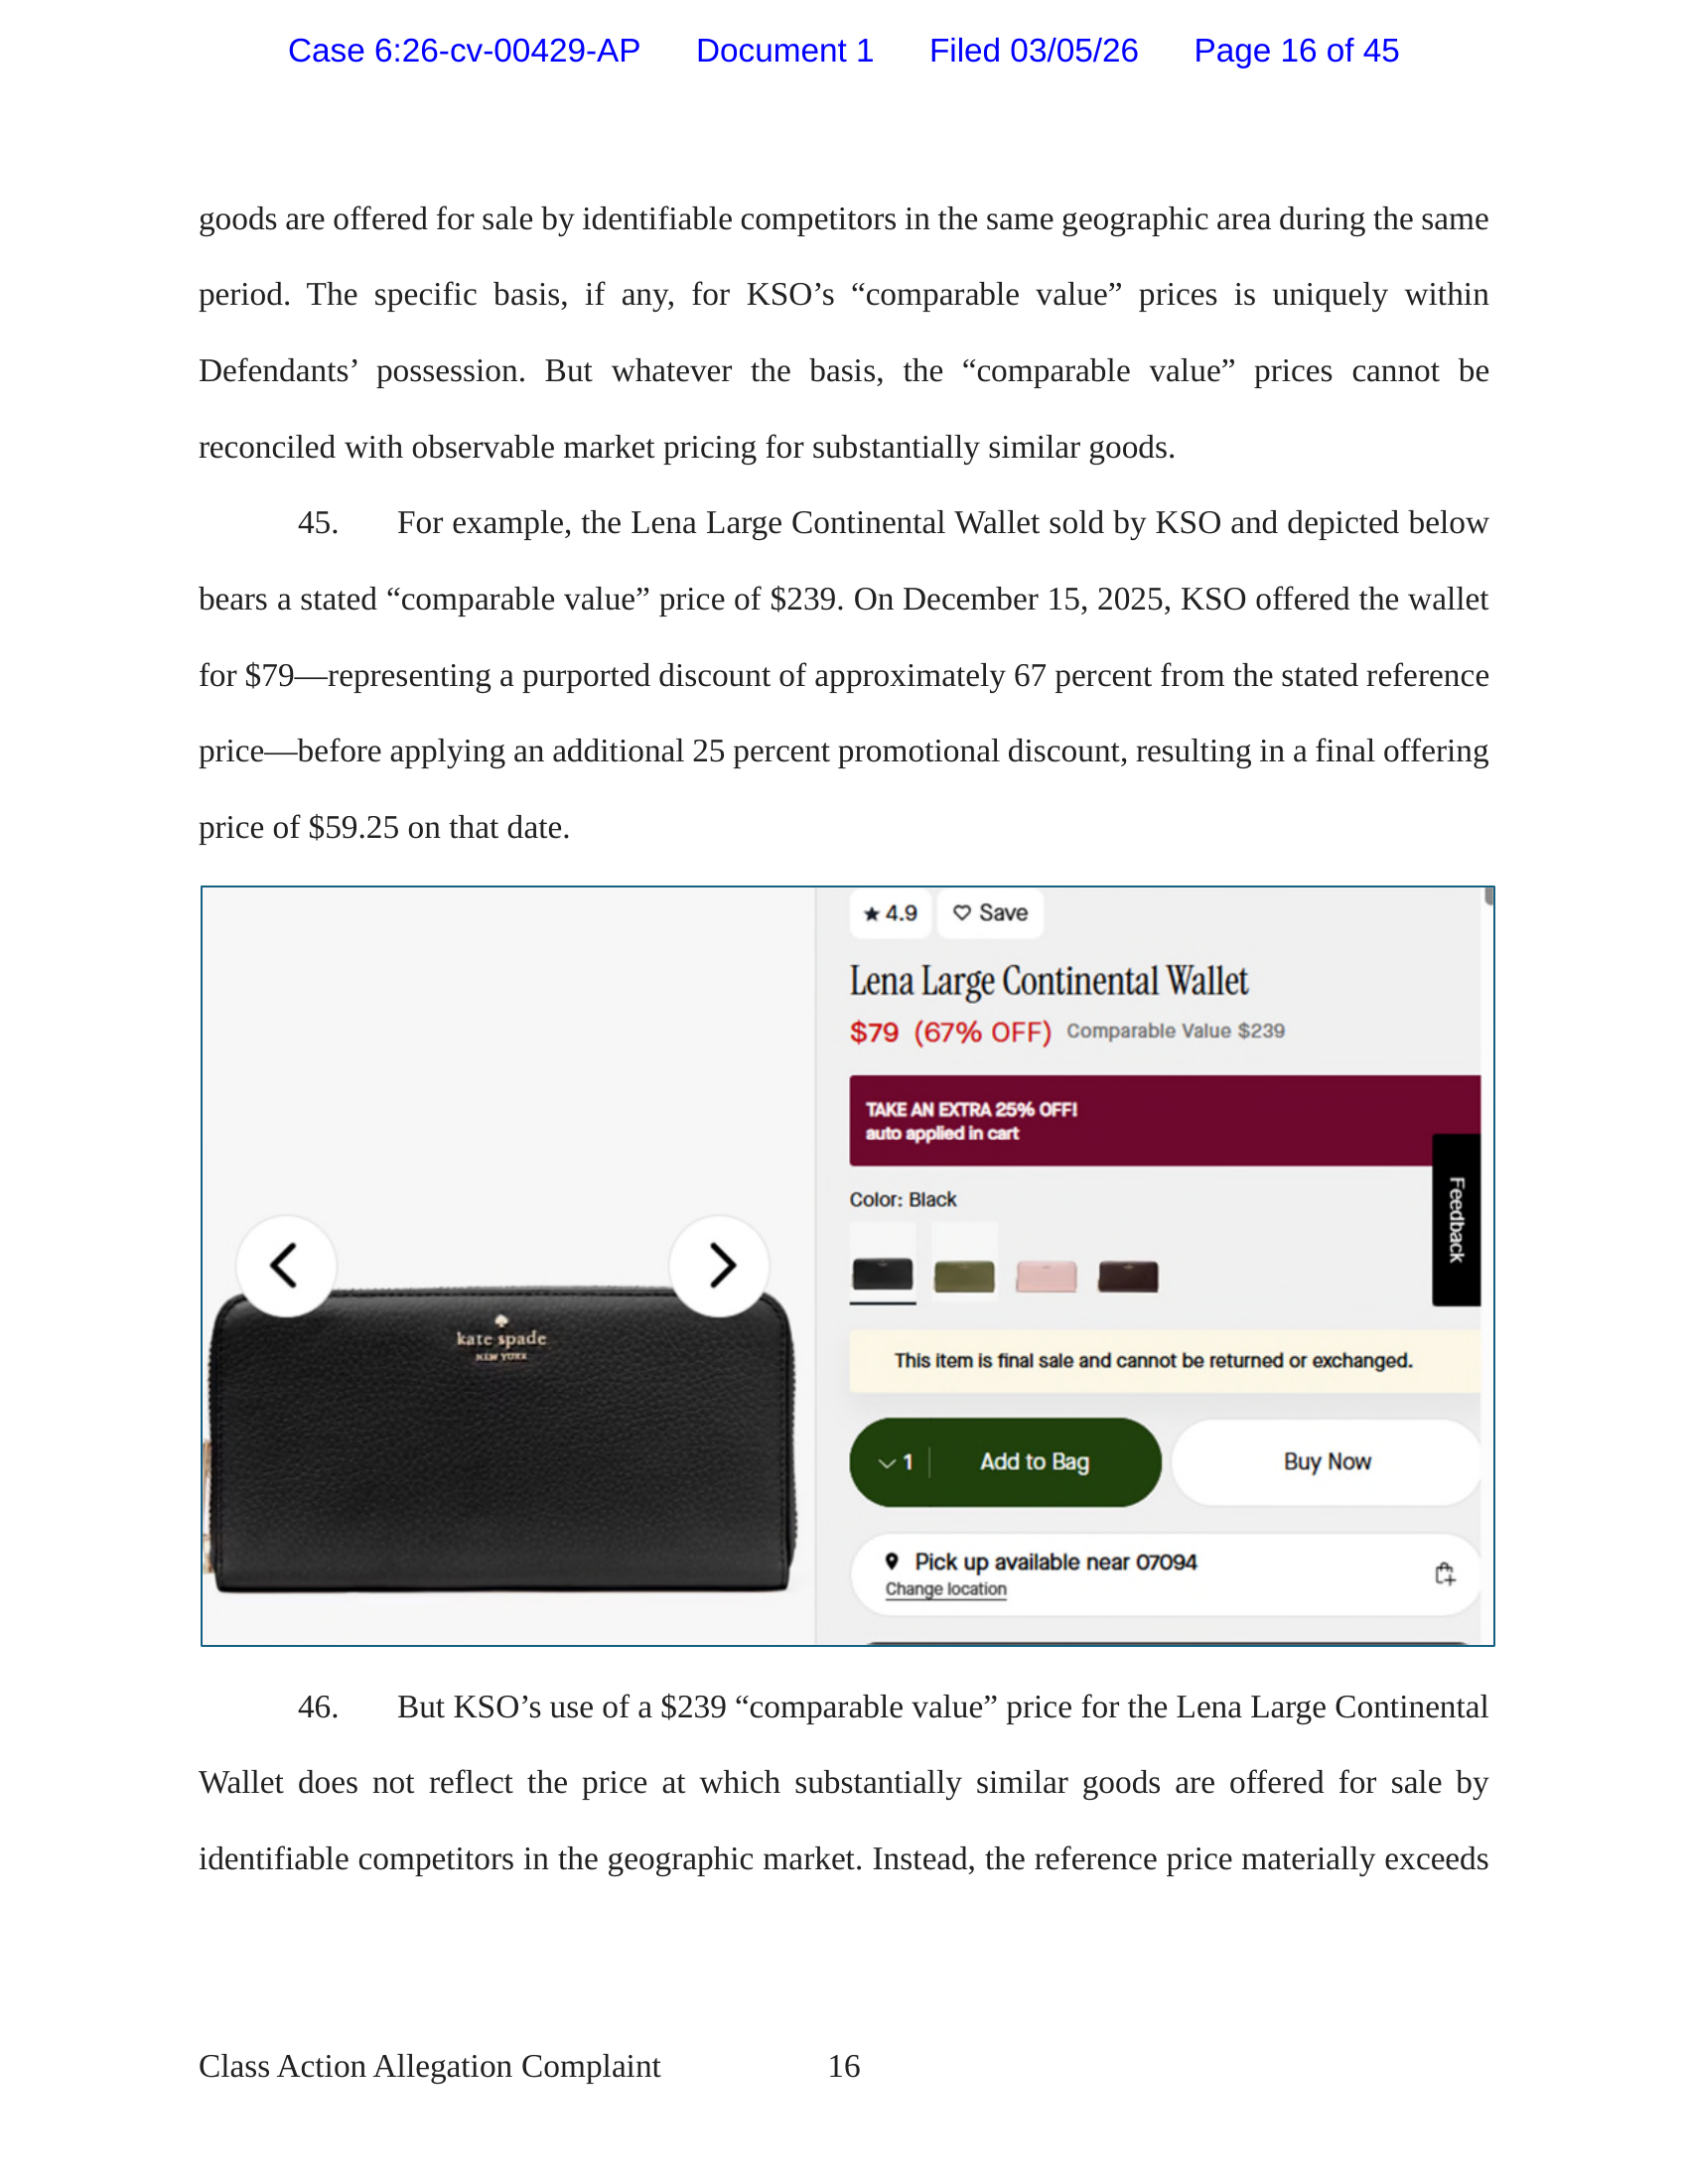 Case 6:26-cv-00429-AP Document 1 Filed 03/05/26 Page 16 of 45
goods are offered for sale by identifiable competitors in the same geographic area during the same
period. The specific basis, if any, for KSO’s “comparable value” prices is uniquely within
Defendants’ possession. But whatever the basis, the “comparable value” prices cannot be
reconciled with observable market pricing for substantially similar goods.
45. For example, the Lena Large Continental Wallet sold by KSO and depicted below
bears a stated “comparable value” price of $239. On December 15, 2025, KSO offered the wallet
for $79—representing a purported discount of approximately 67 percent from the stated reference
price—before applying an additional 25 percent promotional discount, resulting in a final offering
price of $59.25 on that date.
★ 4.9 Save
Lena Large Continental Wallet
$79 (67% OFF) Comparable Value $239
TAKE AN EXTRA 25% OFF!
auto applied in cart
Feedback
Color: Black
kate spade
NEW YORK
This item is final sale and cannot be returned or exchanged.
1 Add to Bag Buy Now
Pick up available near 07094
Change location
46. But KSO’s use of a $239 “comparable value” price for the Lena Large Continental
Wallet does not reflect the price at which substantially similar goods are offered for sale by
identifiable competitors in the geographic market. Instead, the reference price materially exceeds
Class Action Allegation Complaint 16